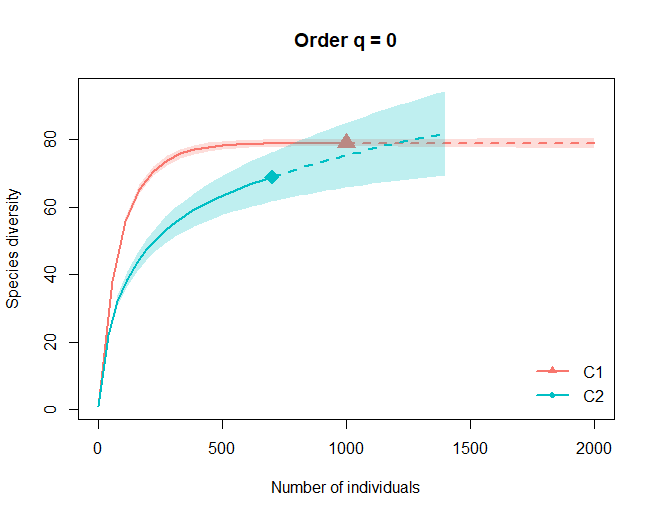 Order q = 0
Species diversity
80
60
40
20
0
C1
C2
0 500 1000 1500 2000
Number of individuals